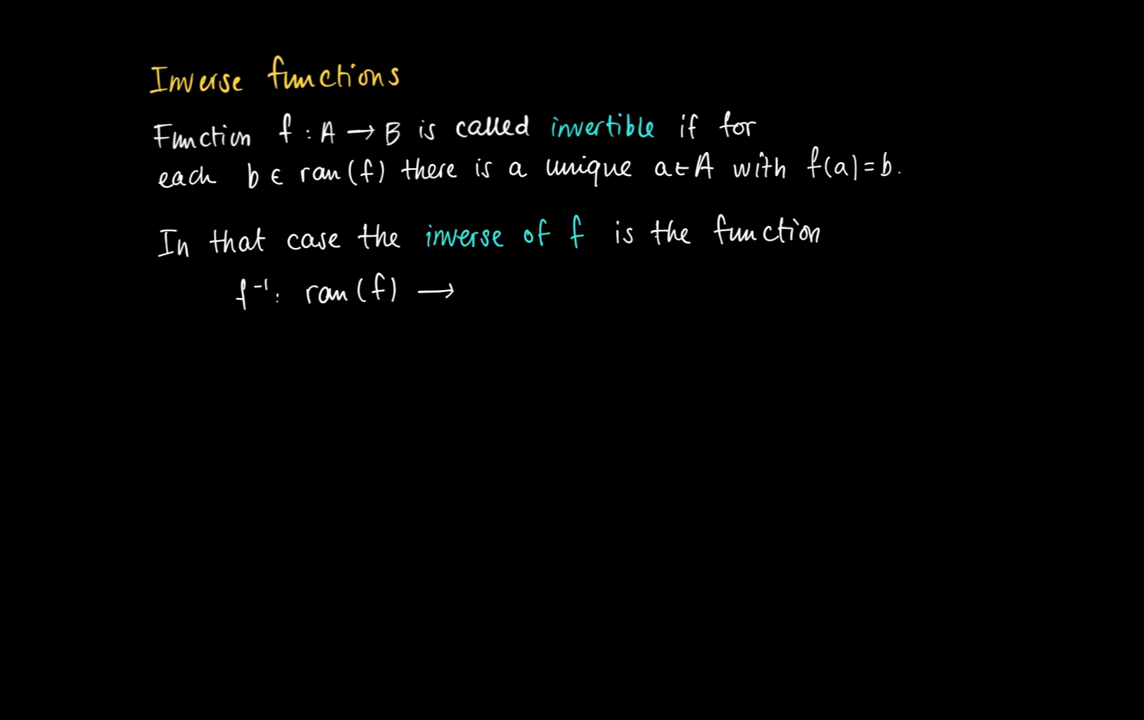 Inverse functions
Function f : A → B is called invertible if for
each b ∈ ran(f) there is a unique a ∈ A with f(a) = b.
In that case the inverse of f is the function
f⁻¹: ran(f) →